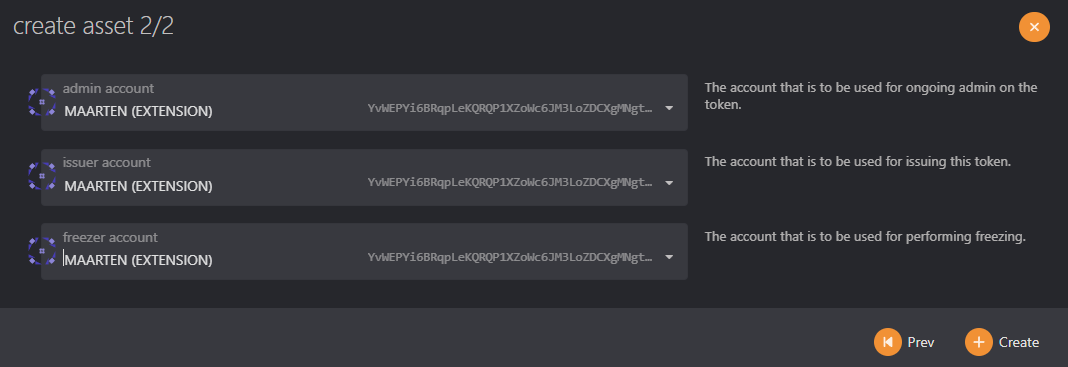 create asset 2/2
admin account
MAARTEN (EXTENSION)
YvWEPYi6BRqpLeKQRQP1XZoWc6JM3LoZDCXgMNgt…
The account that is to be used for ongoing admin on the
token.
issuer account
MAARTEN (EXTENSION)
YvWEPYi6BRqpLeKQRQP1XZoWc6JM3LoZDCXgMNgt…
The account that is to be used for issuing this token.
freezer account
MAARTEN (EXTENSION)
YvWEPYi6BRqpLeKQRQP1XZoWc6JM3LoZDCXgMNgt…
The account that is to be used for performing freezing.
Prev
Create